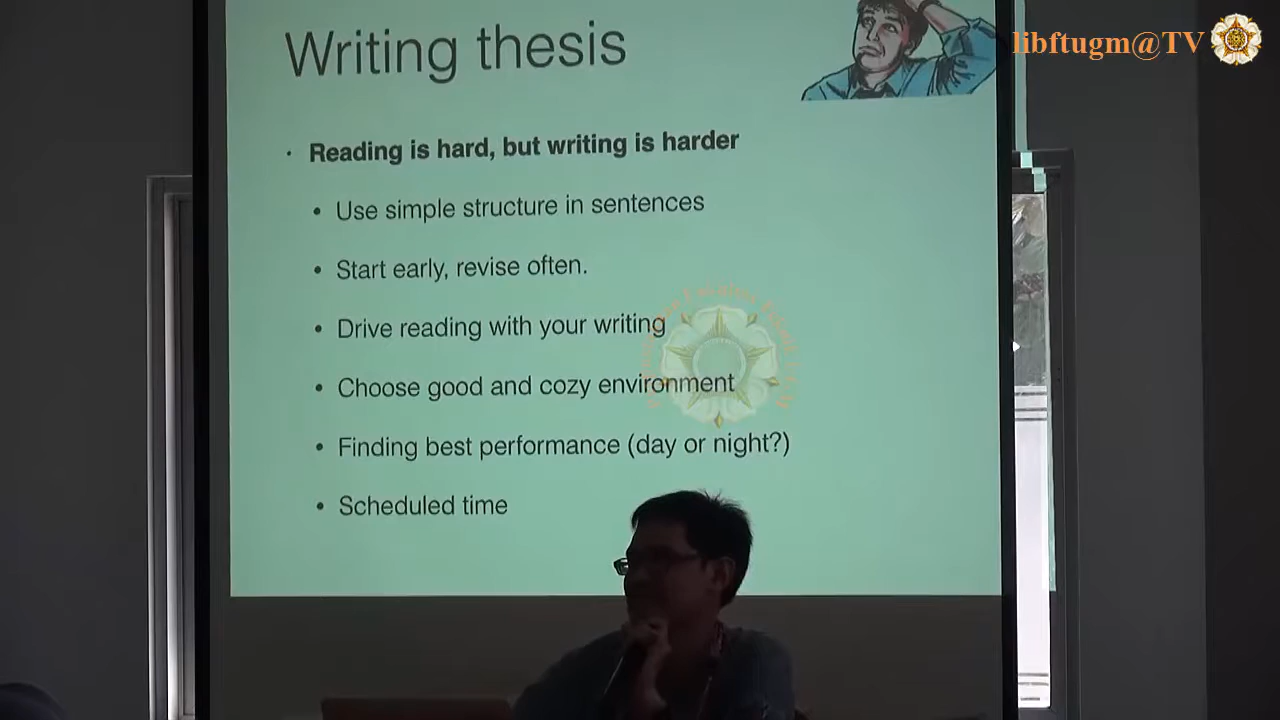 Writing thesis
libftugm@TV
· Reading is hard, but writing is harder
• Use simple structure in sentences
• Start early, revise often.
• Drive reading with your writing
• Choose good and cozy environment
• Finding best performance (day or night?)
• Scheduled time